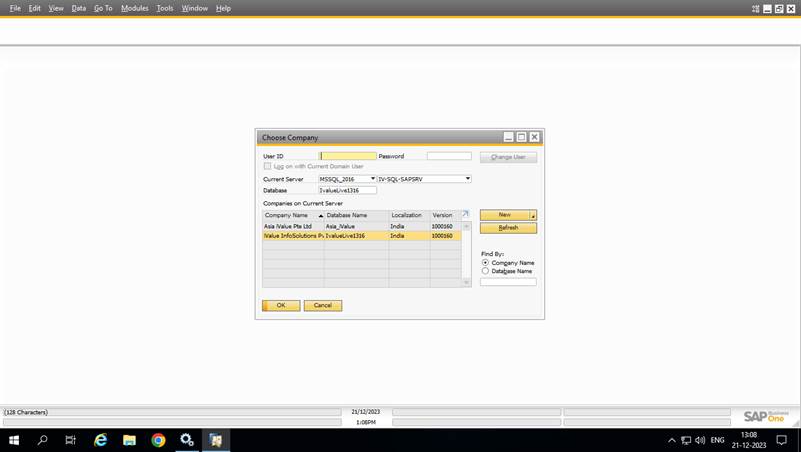 File Edit View Data Go To Modules Tools Window Help
Choose Company
User ID Password Change User
Log on with Current Domain User
Current Server MSSQL_2016 IV-SQL-SAPSRV
Database IvalueLive1316
Companies on Current Server
Company Name Database Name Localization Version New
Asia iValue Pte Ltd Asia_iValue India 1000160 Refresh
iValue InfoSolutions Pv IvalueLive1316 India 1000160
Find By:
Company Name
Database Name
OK Cancel
(128 Characters) 21/12/2023
1:08PM
SAP Business One
ENG 13:08
21-12-2023